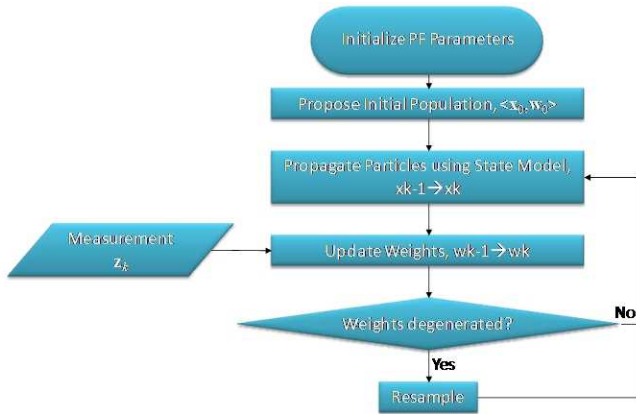 Initialize PF Parameters
Propose Initial Population, <x₀,w₀>
Propagate Particles using State Model,
xk-1→xk
Measurement
zₖ
Update Weights, wk-1→wk
Weights degenerated?
No
Yes
Resample